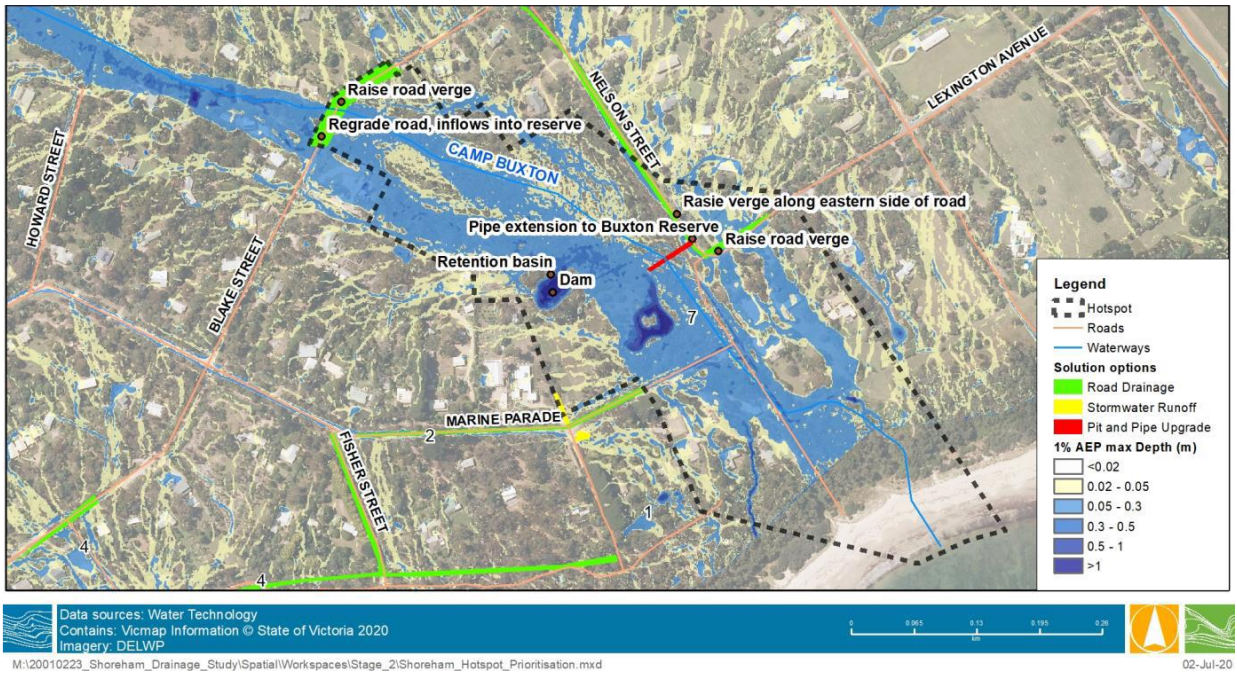 Raise road verge
Regrade road, inflows into reserve
HOWARD STREET
BLAKE STREET
CAMP BUXTON
NELSON STREET
LEXINGTON AVENUE
Rasie verge along eastern side of road
Pipe extension to Buxton Reserve
Raise road verge
Retention basin
Dam
7
MARINE PARADE
2
FISHER STREET
1
4
4
Legend
Hotspot
Roads
Waterways
Solution options
Road Drainage
Stormwater Runoff
Pit and Pipe Upgrade
1% AEP max Depth (m)
<0.02
0.02 - 0.05
0.05 - 0.3
0.3 - 0.5
0.5 - 1
>1
Data sources: Water Technology
Contains: Vicmap Information © State of Victoria 2020
Imagery: DELWP
0 0.065 0.13 0.195 0.26
km
M:\20010223_Shoreham_Drainage_Study\Spatial\Workspaces\Stage_2\Shoreham_Hotspot_Prioritisation.mxd
02-Jul-20